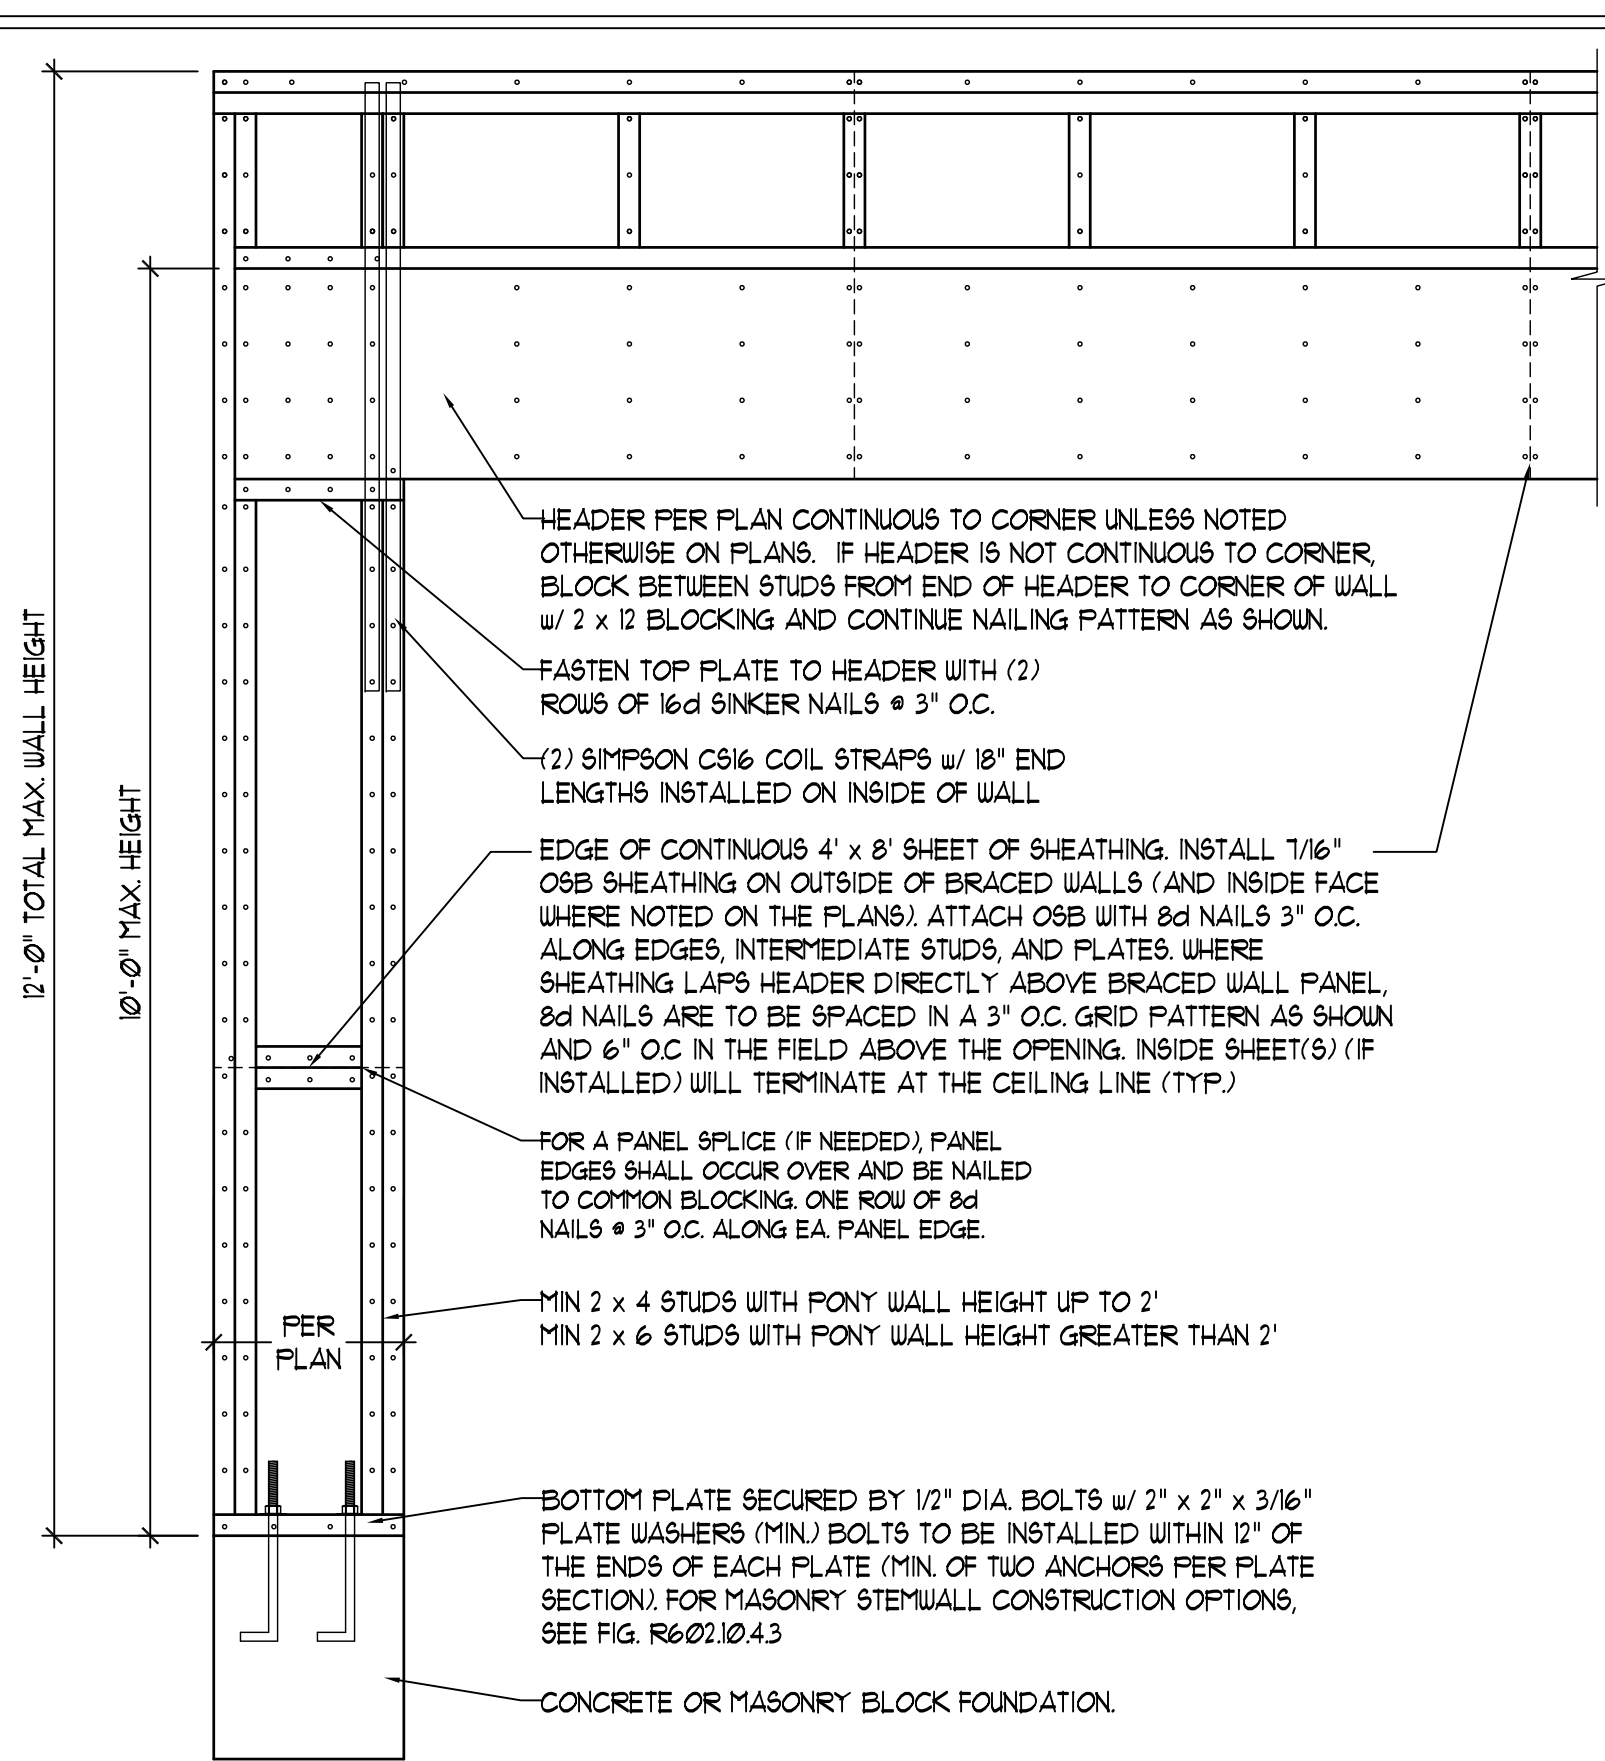 12'-0" TOTAL MAX. WALL HEIGHT
10'-0" MAX. HEIGHT
HEADER PER PLAN CONTINUOUS TO CORNER UNLESS NOTED
OTHERWISE ON PLANS. IF HEADER IS NOT CONTINUOUS TO CORNER,
BLOCK BETWEEN STUDS FROM END OF HEADER TO CORNER OF WALL
w/ 2 x 12 BLOCKING AND CONTINUE NAILING PATTERN AS SHOWN.
FASTEN TOP PLATE TO HEADER WITH (2)
ROWS OF 16d SINKER NAILS @ 3" O.C.
(2) SIMPSON CS16 COIL STRAPS w/ 18" END
LENGTHS INSTALLED ON INSIDE OF WALL
EDGE OF CONTINUOUS 4' x 8' SHEET OF SHEATHING. INSTALL 7/16"
OSB SHEATHING ON OUTSIDE OF BRACED WALLS (AND INSIDE FACE
WHERE NOTED ON THE PLANS). ATTACH OSB WITH 8d NAILS 3" O.C.
ALONG EDGES, INTERMEDIATE STUDS, AND PLATES. WHERE
SHEATHING LAPS HEADER DIRECTLY ABOVE BRACED WALL PANEL,
8d NAILS ARE TO BE SPACED IN A 3" O.C. GRID PATTERN AS SHOWN
AND 6" O.C IN THE FIELD ABOVE THE OPENING. INSIDE SHEET(S) (IF
INSTALLED) WILL TERMINATE AT THE CEILING LINE (TYP.)
FOR A PANEL SPLICE (IF NEEDED), PANEL
EDGES SHALL OCCUR OVER AND BE NAILED
TO COMMON BLOCKING. ONE ROW OF 8d
NAILS @ 3" O.C. ALONG EA. PANEL EDGE.
MIN 2 x 4 STUDS WITH PONY WALL HEIGHT UP TO 2'
MIN 2 x 6 STUDS WITH PONY WALL HEIGHT GREATER THAN 2'
PER
PLAN
BOTTOM PLATE SECURED BY 1/2" DIA. BOLTS w/ 2" x 2" x 3/16"
PLATE WASHERS (MIN.) BOLTS TO BE INSTALLED WITHIN 12" OF
THE ENDS OF EACH PLATE (MIN. OF TWO ANCHORS PER PLATE
SECTION). FOR MASONRY STEMWALL CONSTRUCTION OPTIONS,
SEE FIG. R602.10.4.3
CONCRETE OR MASONRY BLOCK FOUNDATION.